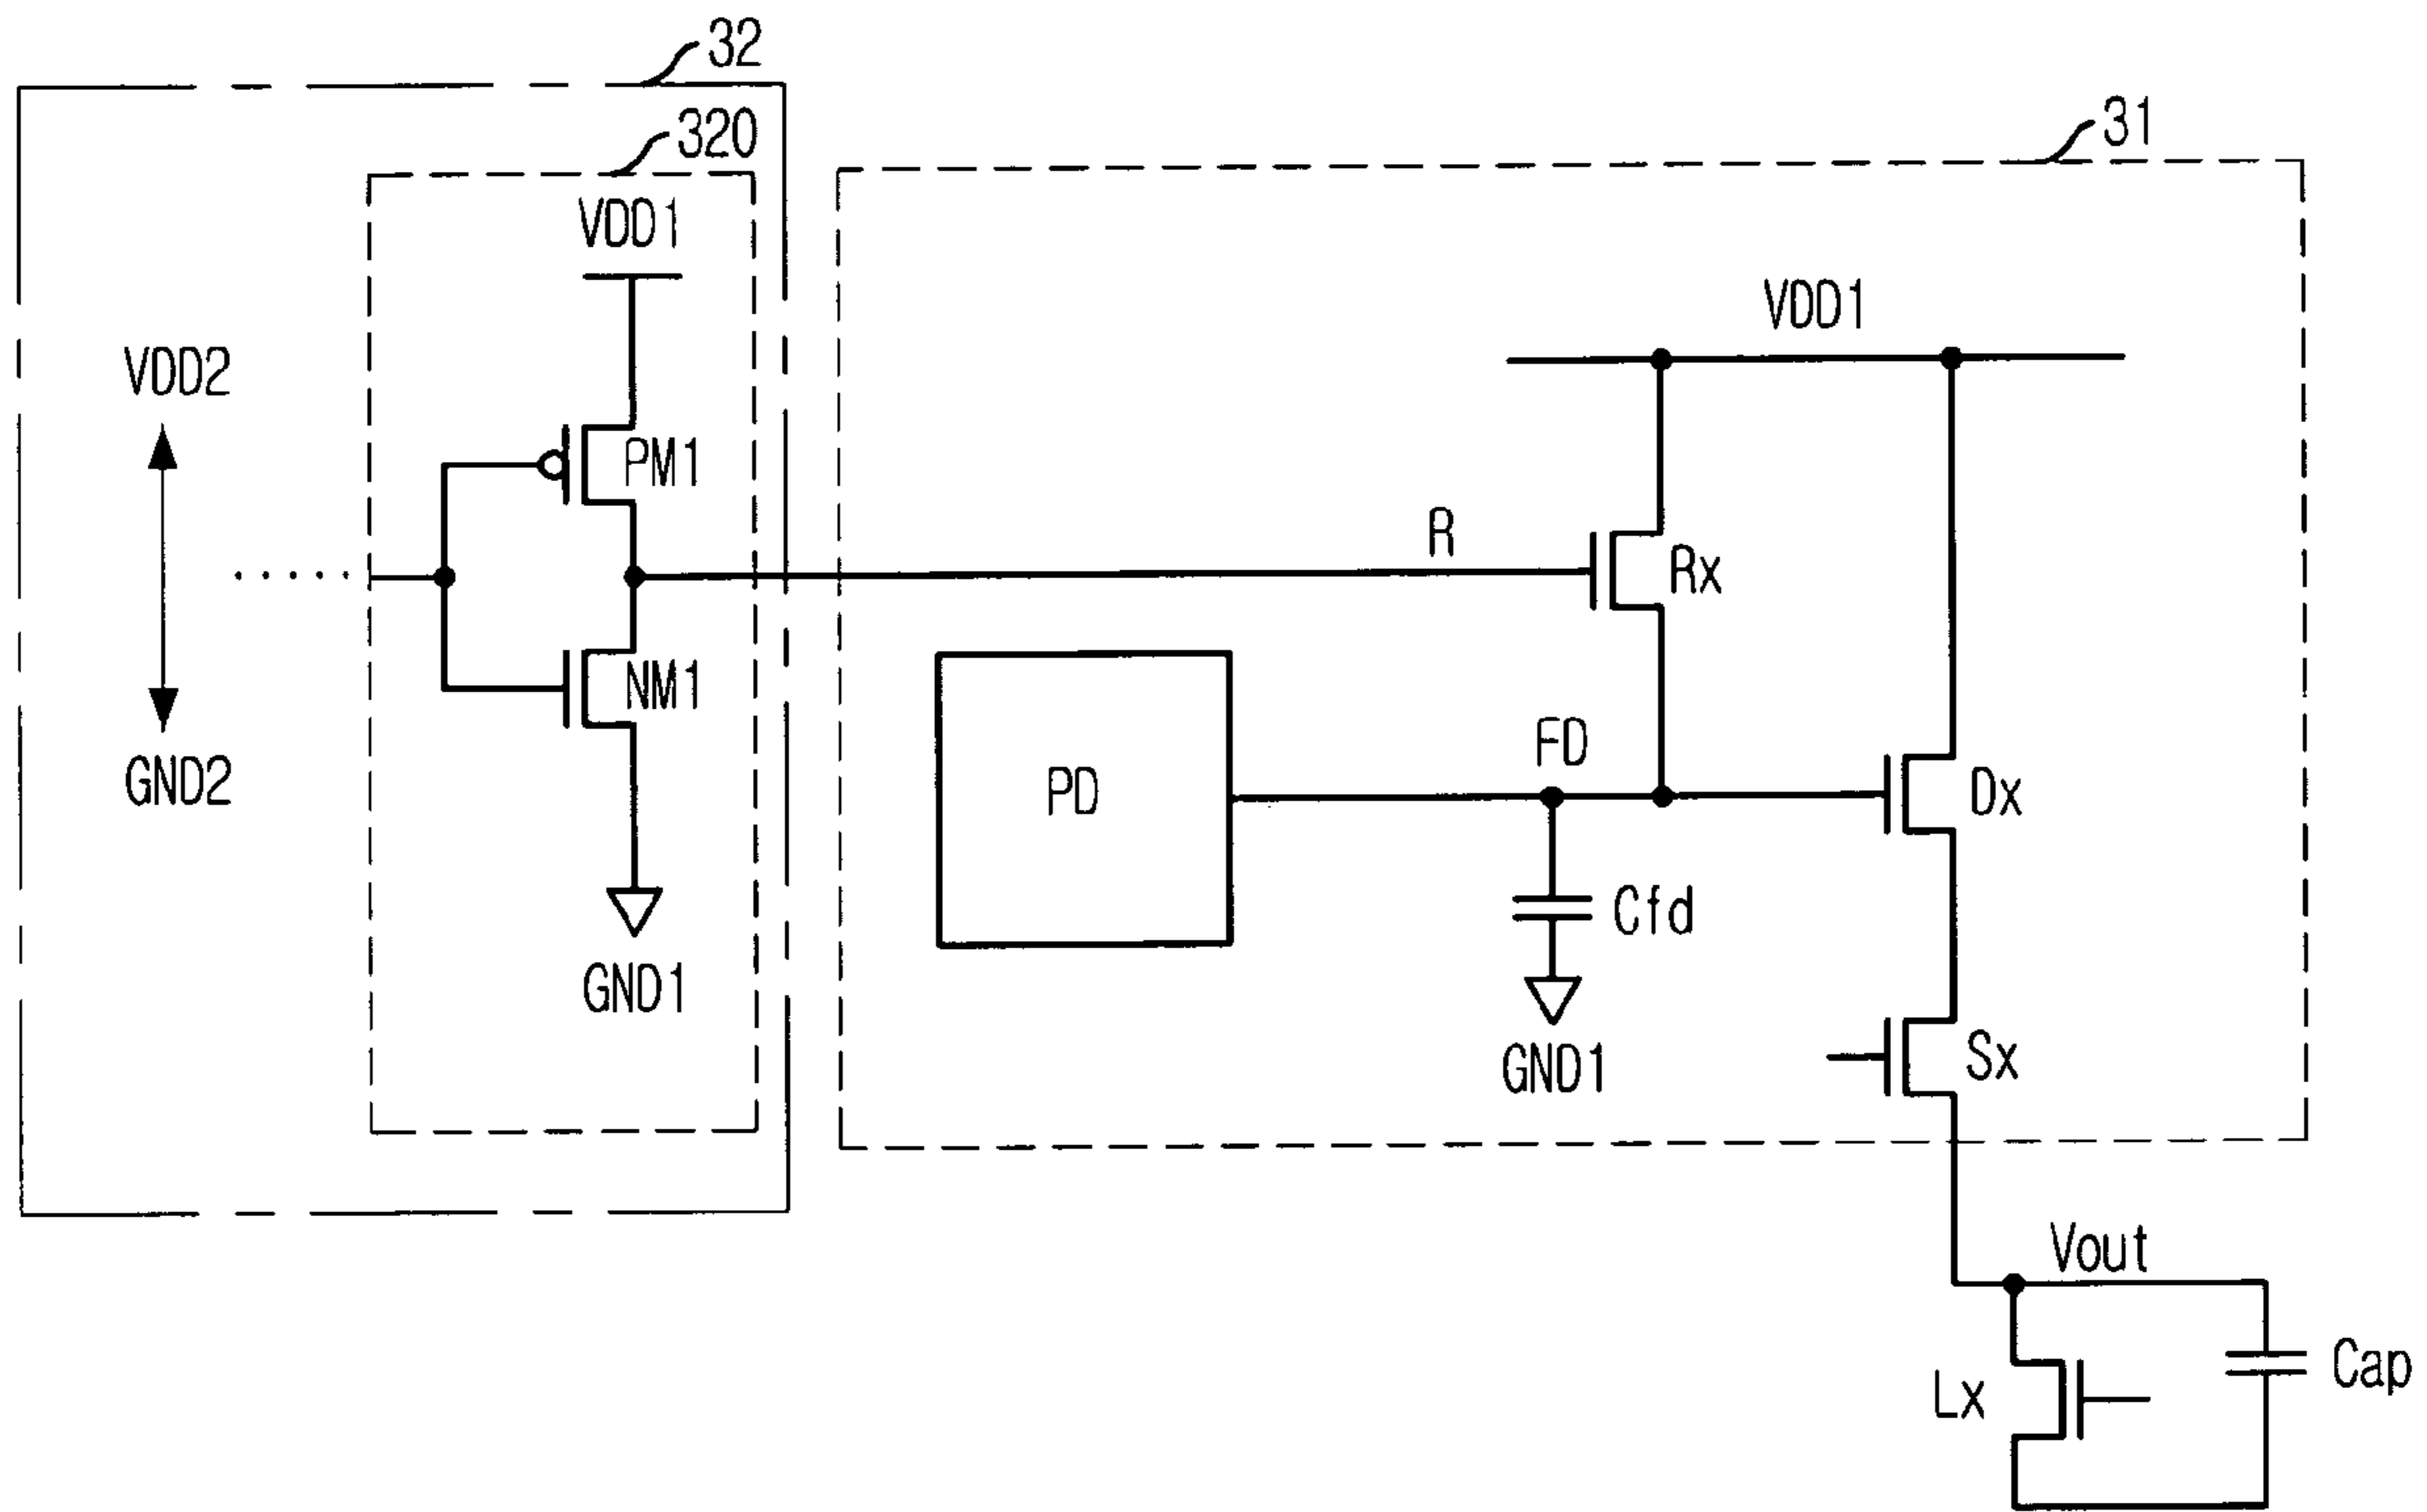 32
320
31
VDD1
VDD1
VDD2
PM1
R
Rx
NM1
FD
GND2
PD
Dx
Cfd
GND1
GND1
Sx
Vout
Cap
Lx